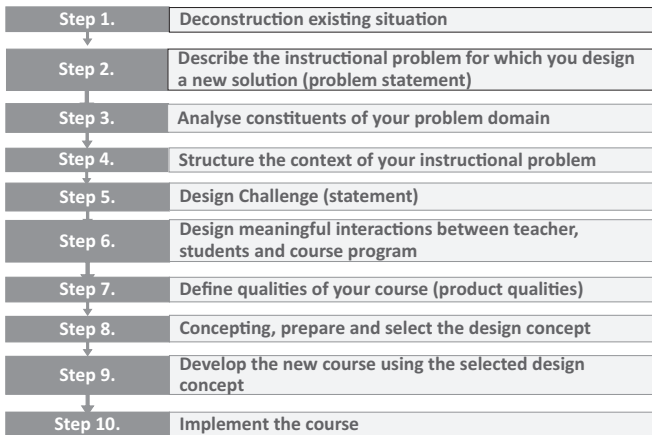 Step 1.
Deconstruction existing situation
Step 2.
Describe the instructional problem for which you design
a new solution (problem statement)
Step 3.
Analyse constituents of your problem domain
Step 4.
Structure the context of your instructional problem
Step 5.
Design Challenge (statement)
Step 6.
Design meaningful interactions between teacher,
students and course program
Step 7.
Define qualities of your course (product qualities)
Step 8.
Concepting, prepare and select the design concept
Step 9.
Develop the new course using the selected design
concept
Step 10.
Implement the course